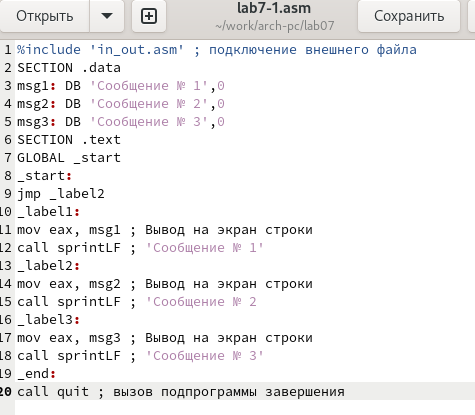 Открыть
lab7-1.asm
~/work/arch-pc/lab07
Сохранить
1 %include 'in_out.asm' ; подключение внешнего файла
2 SECTION .data
3 msg1: DB 'Сообщение № 1',0
4 msg2: DB 'Сообщение № 2',0
5 msg3: DB 'Сообщение № 3',0
6 SECTION .text
7 GLOBAL _start
8 _start:
9 jmp _label2
10 _label1:
11 mov eax, msg1 ; Вывод на экран строки
12 call sprintLF ; 'Сообщение № 1'
13 _label2:
14 mov eax, msg2 ; Вывод на экран строки
15 call sprintLF ; 'Сообщение № 2
16 _label3:
17 mov eax, msg3 ; Вывод на экран строки
18 call sprintLF ; 'Сообщение № 3'
19 _end:
20 call quit ; вызов подпрограммы завершения